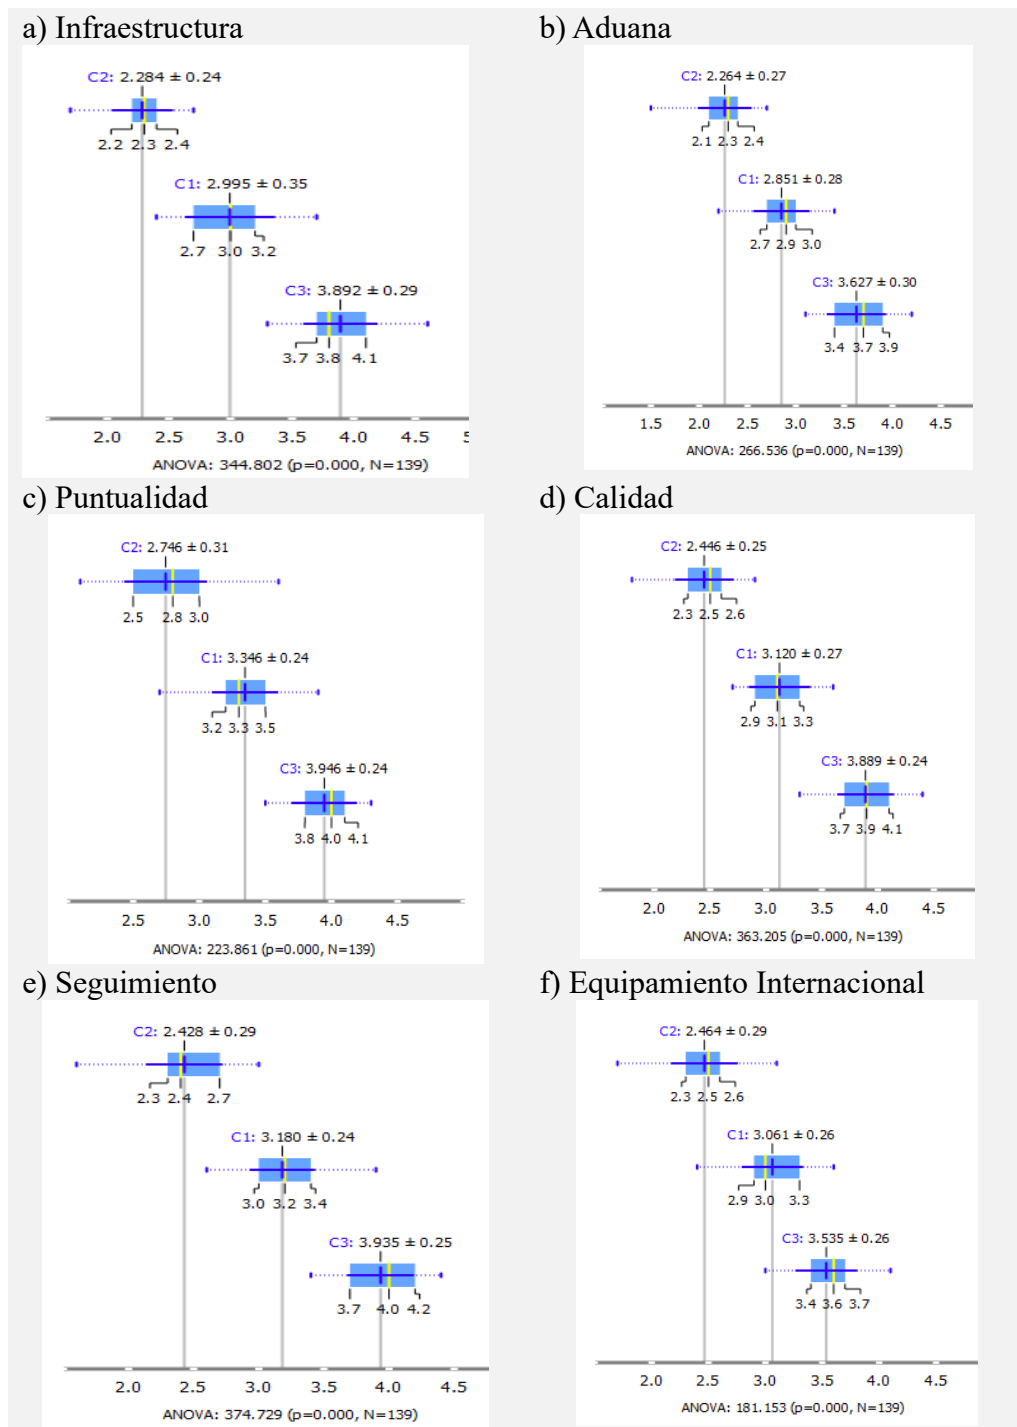 a) Infraestructura
C2: 2.284 ± 0.24
2.2 2.3 2.4
C1: 2.995 ± 0.35
2.7 3.0 3.2
C3: 3.892 ± 0.29
3.7 3.8 4.1
2.0 2.5 3.0 3.5 4.0 4.5
ANOVA: 344.802 (p=0.000, N=139)
b) Aduana
C2: 2.264 ± 0.27
2.1 2.3 2.4
C1: 2.851 ± 0.28
2.7 2.9 3.0
C3: 3.627 ± 0.30
3.4 3.7 3.9
1.5 2.0 2.5 3.0 3.5 4.0 4.5
ANOVA: 266.536 (p=0.000, N=139)
c) Puntualidad
C2: 2.746 ± 0.31
2.5 2.8 3.0
C1: 3.346 ± 0.24
3.2 3.3 3.5
C3: 3.946 ± 0.24
3.8 4.0 4.1
2.5 3.0 3.5 4.0 4.5
ANOVA: 223.861 (p=0.000, N=139)
d) Calidad
C2: 2.446 ± 0.25
2.3 2.5 2.6
C1: 3.120 ± 0.27
2.9 3.1 3.3
C3: 3.889 ± 0.24
3.7 3.9 4.1
2.0 2.5 3.0 3.5 4.0 4.5
ANOVA: 363.205 (p=0.000, N=139)
e) Seguimiento
C2: 2.428 ± 0.29
2.3 2.4 2.7
C1: 3.180 ± 0.24
3.0 3.2 3.4
C3: 3.935 ± 0.25
3.7 4.0 4.2
2.0 2.5 3.0 3.5 4.0 4.5
ANOVA: 374.729 (p=0.000, N=139)
f) Equipamiento Internacional
C2: 2.464 ± 0.29
2.3 2.5 2.6
C1: 3.061 ± 0.26
2.9 3.0 3.3
C3: 3.535 ± 0.26
3.4 3.6 3.7
2.0 2.5 3.0 3.5 4.0 4.5
ANOVA: 181.153 (p=0.000, N=139)